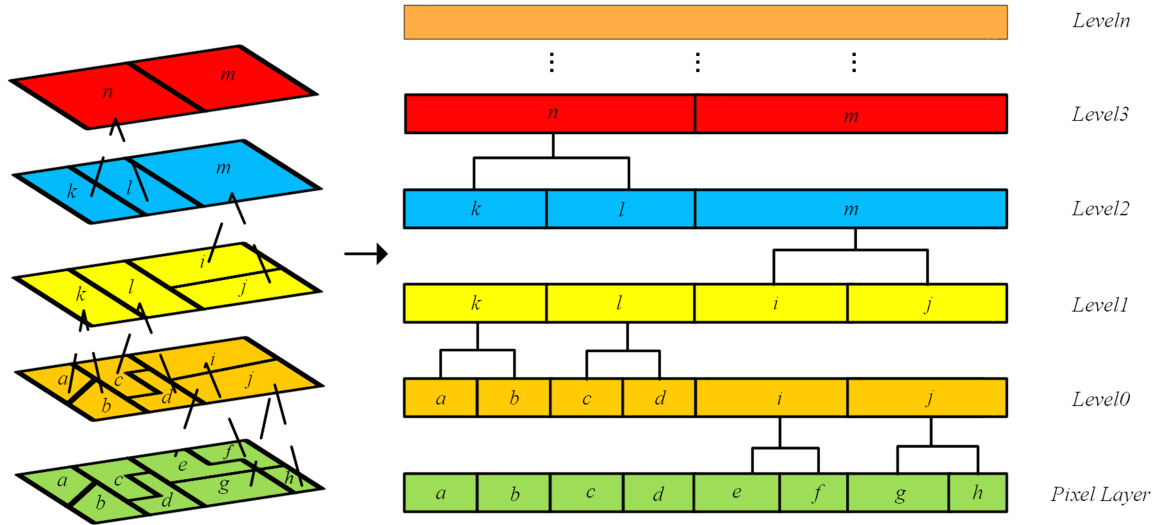 n m
k l m
i
k l j
i
a c j
b d
e f
a c g h
b d
Leveln
n m Level3
k l m Level2
k l i j Level1
a b c d i j Level0
a b c d e f g h Pixel Layer